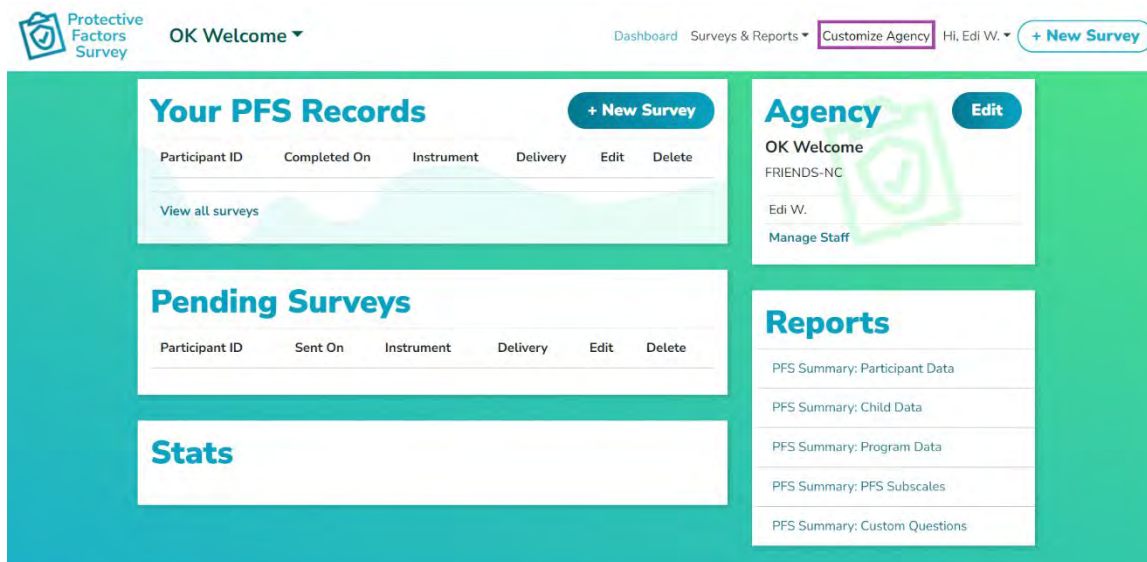 Protective
Factors
Survey
OK Welcome
Dashboard Surveys & Reports Customize Agency Hi, Edi W. + New Survey
Your PFS Records
+ New Survey
Participant ID Completed On Instrument Delivery Edit Delete
View all surveys
Pending Surveys
Participant ID Sent On Instrument Delivery Edit Delete
Stats
Agency
Edit
OK Welcome
FRIENDS-NC
Edi W.
Manage Staff
Reports
PFS Summary: Participant Data
PFS Summary: Child Data
PFS Summary: Program Data
PFS Summary: PFS Subscales
PFS Summary: Custom Questions